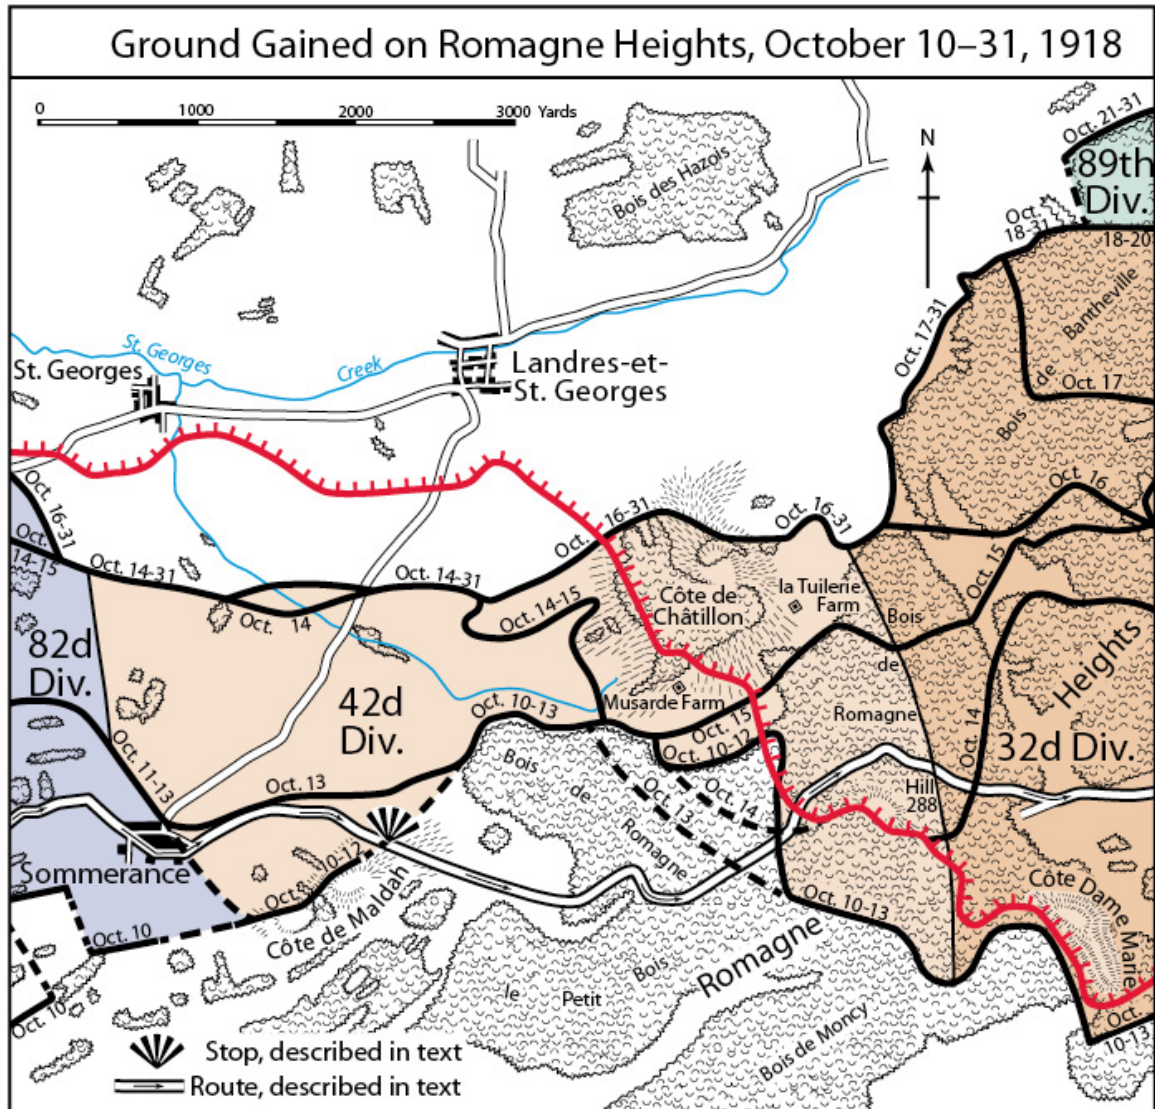 Ground Gained on Romagne Heights, October 10–31, 1918
0 1000 2000 3000 Yards
N
Oct. 21-31
89th
Div.
Bois des Hazois
Oct.
18-31
18-20
Bantheville
de
Bois
Oct. 17-31
Oct. 17
St. Georges
Creek
St. Georges
Landres-et-
St. Georges
Oct. 16-31
Oct.
14-15
Oct. 14-31
Oct. 14
Oct. 14-31
Oct. 14-15
Oct. 16-31
Oct. 16-31
Oct. 16
Oct. 15
Côte de
Châtillon
la Tuilerie
Farm
Bois
de
Romagne
82d
Div.
42d
Div.
Musarde Farm
Oct. 10-13
Oct. 15
Oct. 10-12
Oct. 14
Heights
32d Div.
Oct. 11-13
Oct. 13
Bois
de
Romagne
Oct. 13
Oct. 14
Hill
288
Sommerance
Oct. 10-12
Côte de Maldah
Oct. 10-13
Côte Dame Marie
Oct. 10
Oct. 10
Romagne
Bois
le Petit
Bois de Moncy
Oct.
10-13
Stop, described in text
Route, described in text